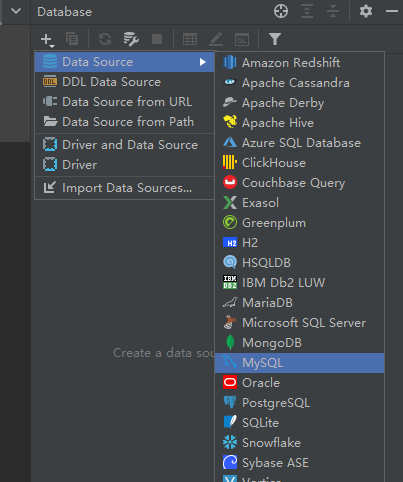 Database
Data Source
DDL Data Source
Data Source from URL
Data Source from Path
Driver and Data Source
Driver
Import Data Sources...
Amazon Redshift
Apache Cassandra
Apache Derby
Apache Hive
Azure SQL Database
ClickHouse
Couchbase Query
Exasol
Greenplum
H2
HSQLDB
IBM Db2 LUW
MariaDB
Microsoft SQL Server
MongoDB
MySQL
Oracle
PostgreSQL
SQLite
Snowflake
Sybase ASE
Create a data sou